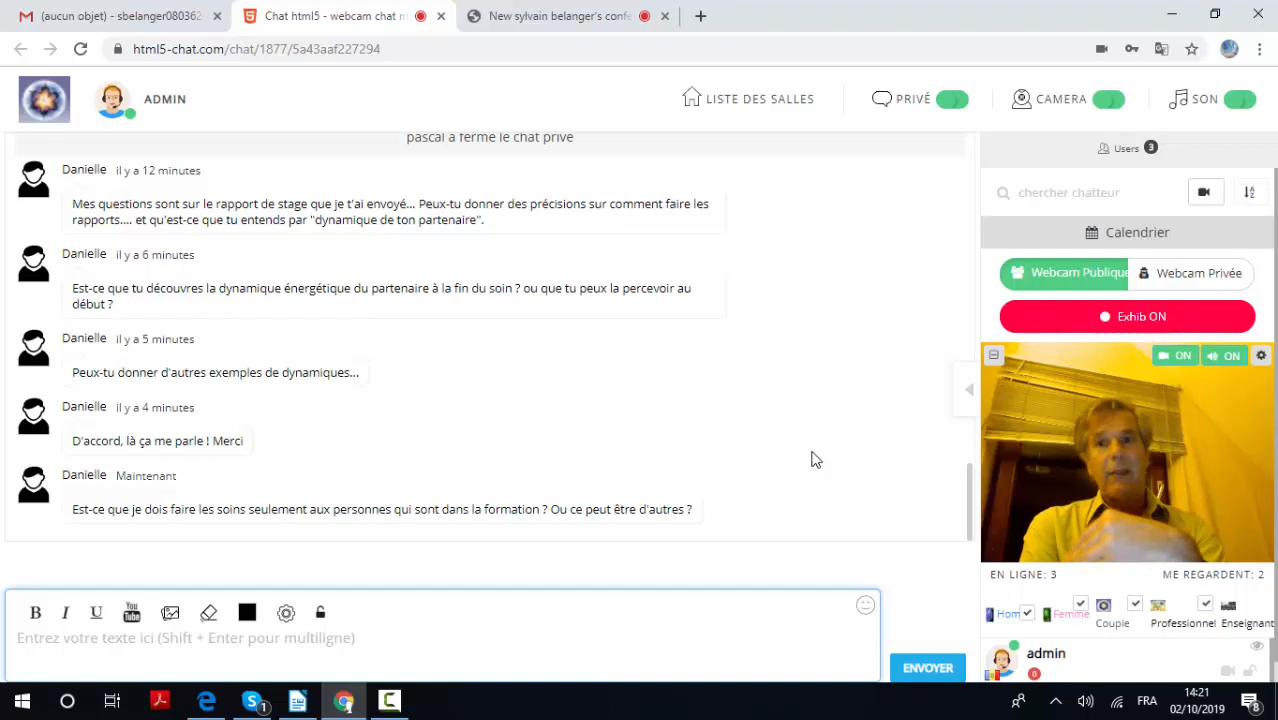 (aucun objet) - sbelanger080362
Chat html5 - webcam chat m
New sylvain belanger's confe
html5-chat.com/chat/1877/5a43aaf227294
ADMIN
LISTE DES SALLES
PRIVÉ
CAMERA
SON
pascal a ferme le chat prive
Danielle il y a 12 minutes
Mes questions sont sur le rapport de stage que je t'ai envoyé... Peux-tu donner des précisions sur comment faire les
rapports.... et qu'est-ce que tu entends par "dynamique de ton partenaire".
Danielle il y a 6 minutes
Est-ce que tu découvres la dynamique énergétique du partenaire à la fin du soin ? ou que tu peux la percevoir au
début ?
Danielle il y a 5 minutes
Peux-tu donner d'autres exemples de dynamiques...
Danielle il y a 4 minutes
D'accord, là ça me parle ! Merci
Danielle Maintenant
Est-ce que je dois faire les soins seulement aux personnes qui sont dans la formation ? Ou ce peut être d'autres ?
B I U You Tube
Entrez votre texte ici (Shift + Enter pour multiligne)
ENVOYER
Users 3
chercher chatteur
Calendrier
Webcam Publique
Webcam Privée
Exhib ON
ON
ON
EN LIGNE: 3
ME REGARDENT: 2
Hom
Femme
Couple
Professionnel
Enseignant
admin
0
1
FRA
14:21
02/10/2019
8